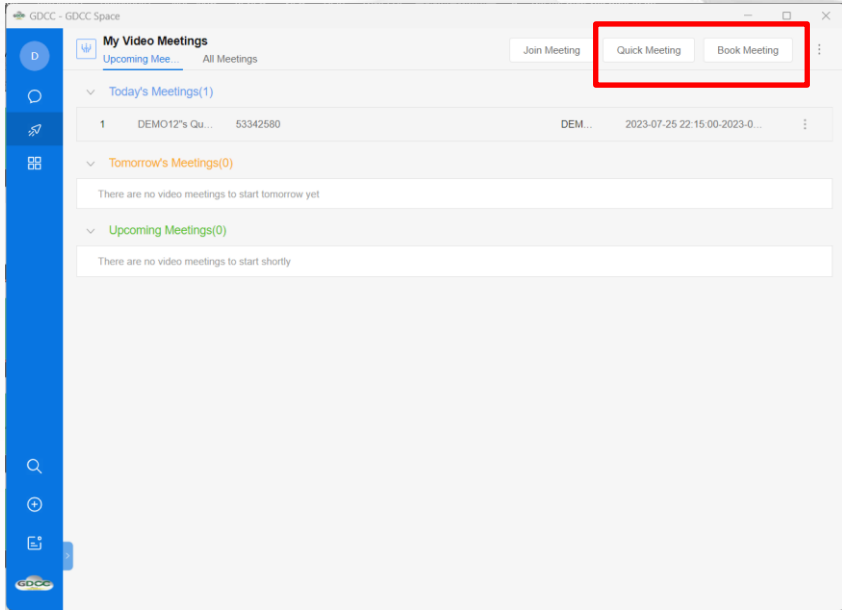 GDCC - GDCC Space
D
My Video Meetings
Upcoming Mee... All Meetings
Join Meeting Quick Meeting Book Meeting
Today's Meetings(1)
1 DEMO12"s Qu... 53342580 DEM... 2023-07-25 22:15:00-2023-0...
Tomorrow's Meetings(0)
There are no video meetings to start tomorrow yet
Upcoming Meetings(0)
There are no video meetings to start shortly
GDCC